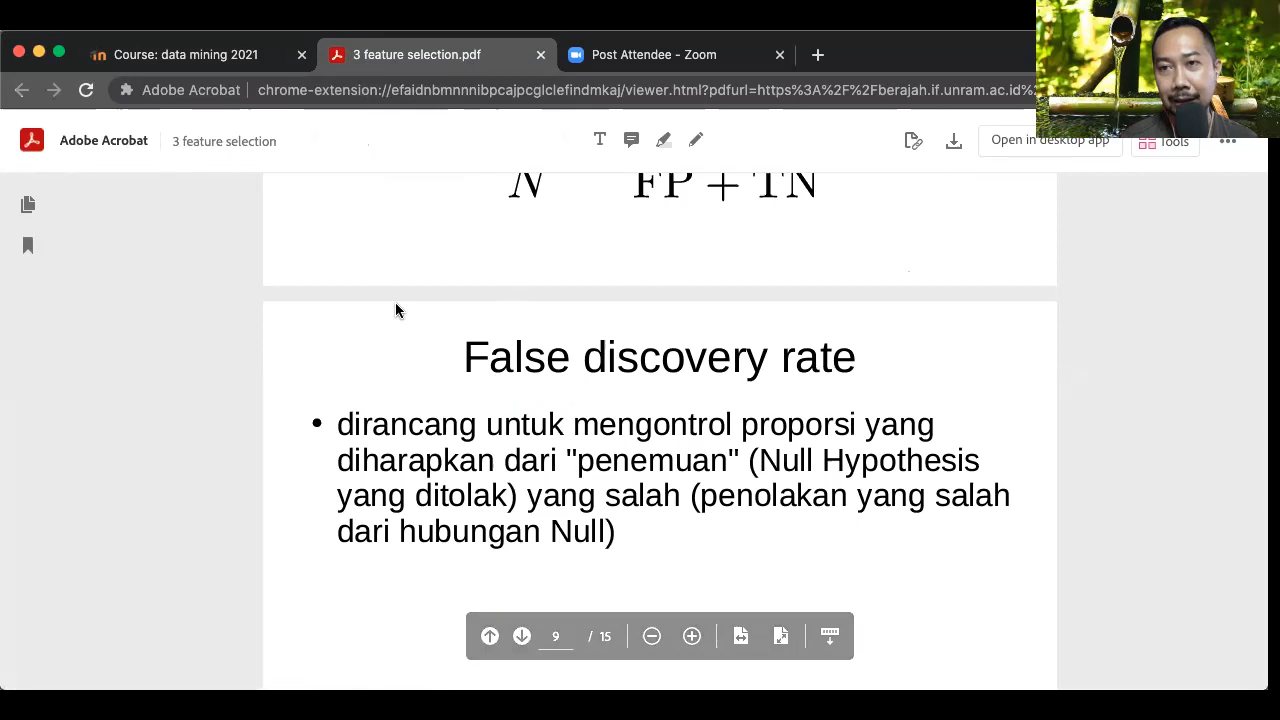 Course: data mining 2021
3 feature selection.pdf
Post Attendee - Zoom
Adobe Acrobat
chrome-extension://efaidnbmnnnibpcajpcglclefindmkaj/viewer.html?pdfurl=https%3A%2F%2Fberajah.if.unram.ac.id%2
Adobe Acrobat
3 feature selection
Open in desktop app
Tools
N FP + TN
False discovery rate
• dirancang untuk mengontrol proporsi yang
diharapkan dari "penemuan" (Null Hypothesis
yang ditolak) yang salah (penolakan yang salah
dari hubungan Null)
9 / 15